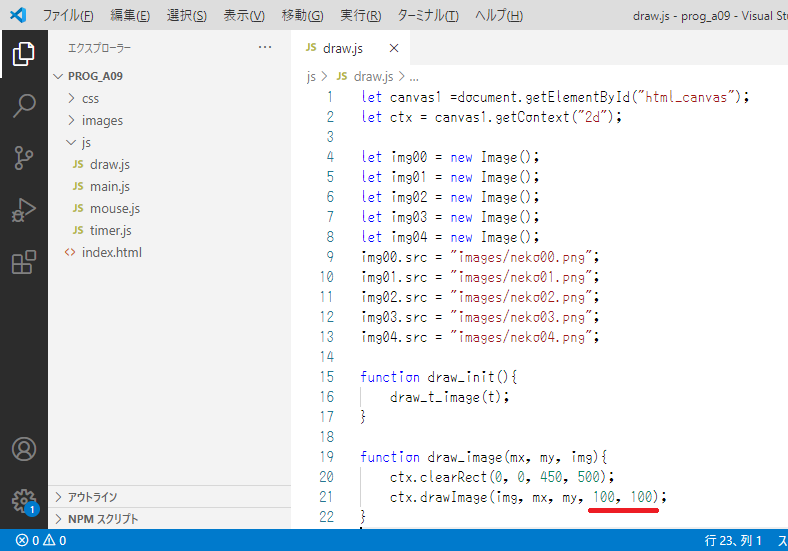 ファイル(F) 編集(E) 選択(S) 表示(V) 移動(G) 実行(R) ターミナル(T) ヘルプ(H) draw.js - prog_a09 - Visual Stu
エクスプローラー ...
PROG_A09
css
images
js
JS draw.js
JS main.js
JS mouse.js
JS timer.js
<> index.html
アウトライン
NPM スクリプト
1
JS draw.js ×
js > JS draw.js > ...
1 let canvas1 =document.getElementById("html_canvas");
2 let ctx = canvas1.getContext("2d");
3
4 let img00 = new Image();
5 let img01 = new Image();
6 let img02 = new Image();
7 let img03 = new Image();
8 let img04 = new Image();
9 img00.src = "images/neko00.png";
10 img01.src = "images/neko01.png";
11 img02.src = "images/neko02.png";
12 img03.src = "images/neko03.png";
13 img04.src = "images/neko04.png";
14
15 function draw_init(){
16 draw_t_image(t);
17 }
18
19 function draw_image(mx, my, img){
20 ctx.clearRect(0, 0, 450, 500);
21 ctx.drawImage(img, mx, my, 100, 100);
22 }
0 0 行 23、列 1 ス